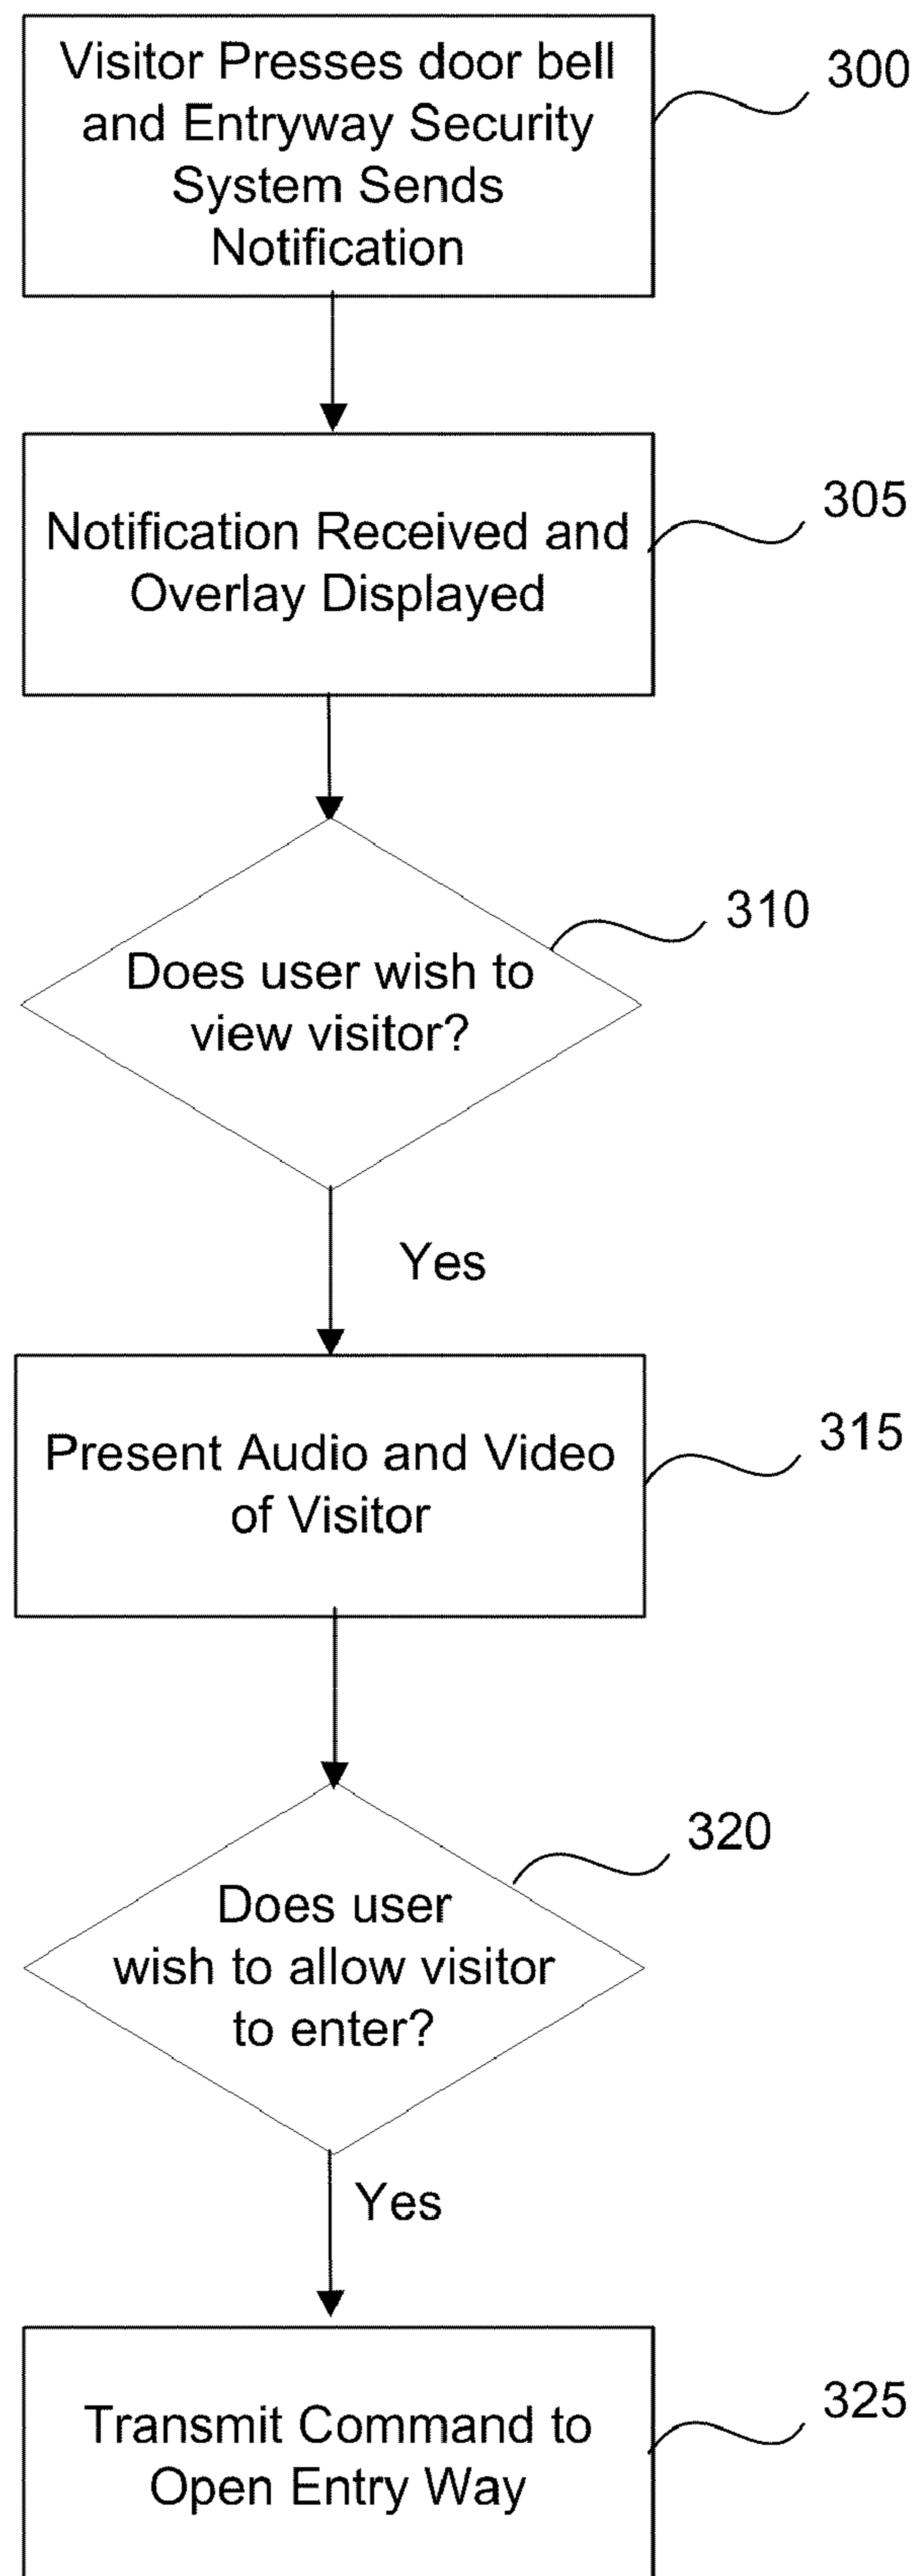 Visitor Presses door bell
and Entryway Security
System Sends
Notification
300
Notification Received and
Overlay Displayed
305
Does user wish to
view visitor?
310
Yes
Present Audio and Video
of Visitor
315
Does user
wish to allow visitor
to enter?
320
Yes
Transmit Command to
Open Entry Way
325